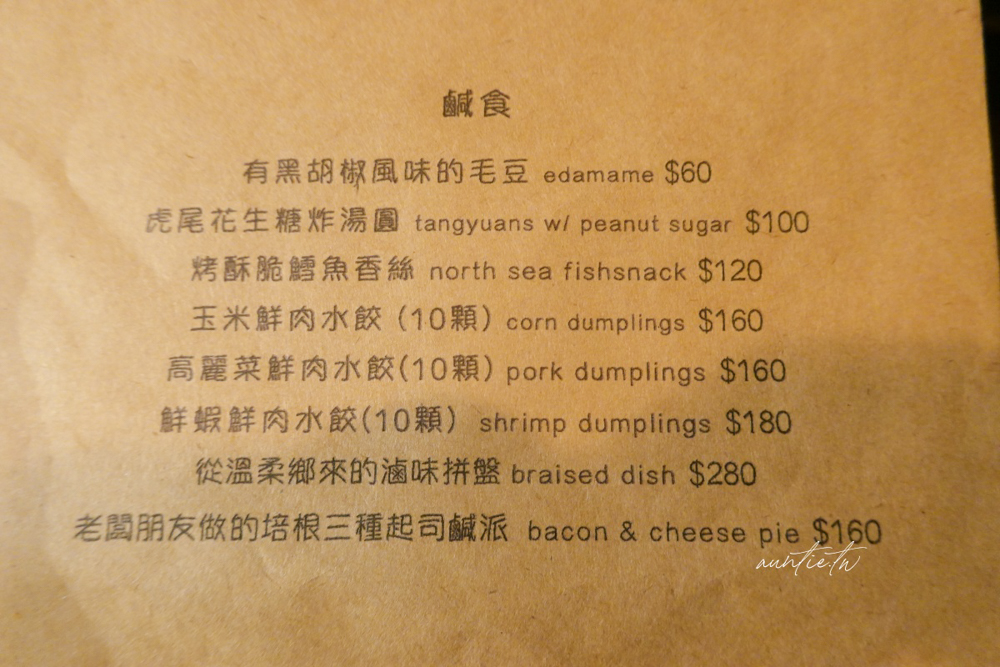 鹹食
有黑胡椒風味的毛豆 edamame $60
虎尾花生糖炸湯圓 tangyuans w/ peanut sugar $100
烤酥脆鱈魚香絲 north sea fishsnack $120
玉米鮮肉水餃 (10顆) corn dumplings $160
高麗菜鮮肉水餃(10顆) pork dumplings $160
鮮蝦鮮肉水餃(10顆) shrimp dumplings $180
從溫柔鄉來的滷味拼盤 braised dish $280
老闆朋友做的培根三種起司鹹派 bacon & cheese pie $160
auntie.tw